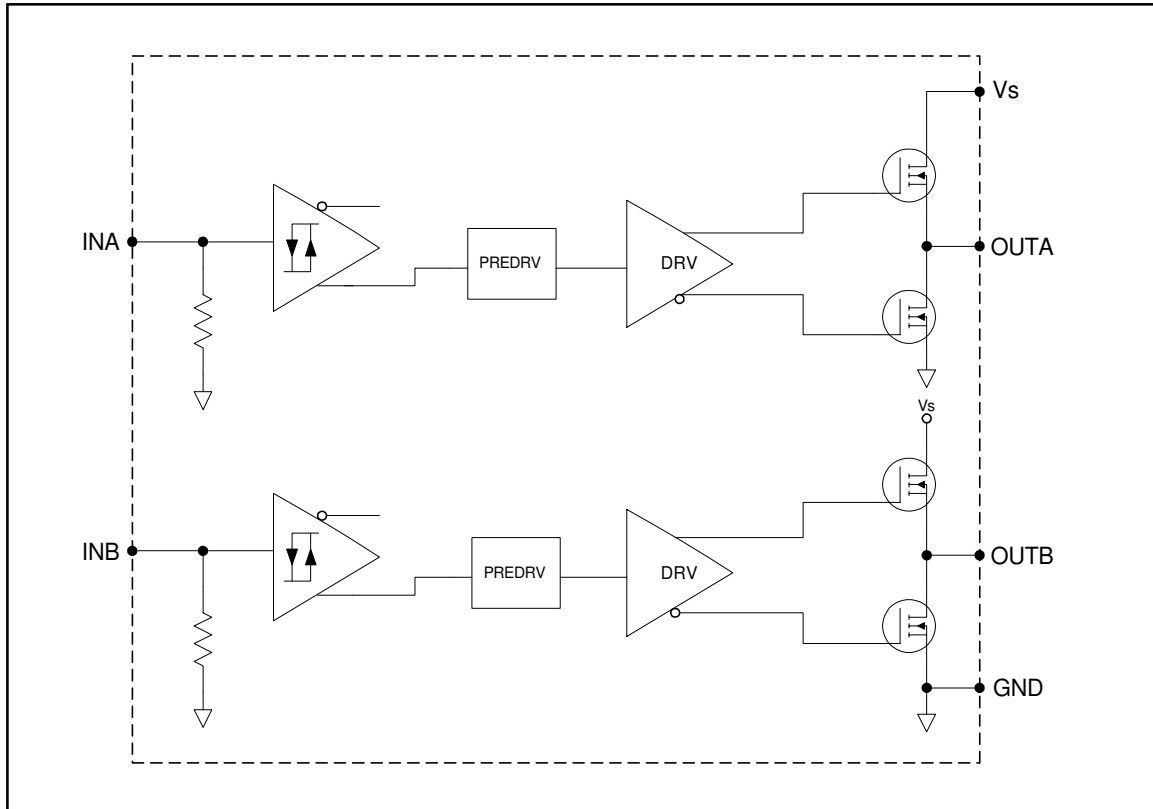 Vs
INA
PREDRV
DRV
OUTA
Vs
INB
PREDRV
DRV
OUTB
GND